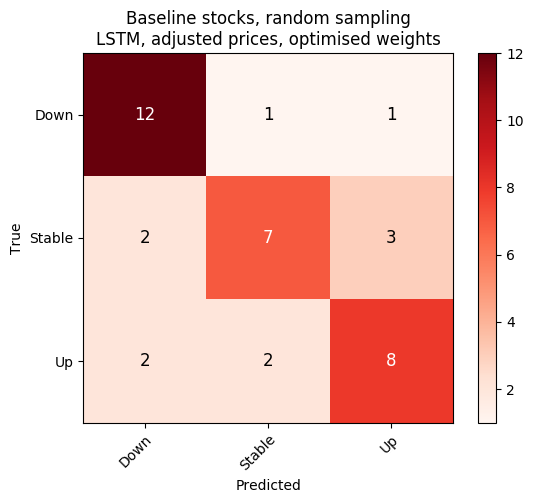 Baseline stocks, random sampling
LSTM, adjusted prices, optimised weights
12
Down 12 1 1
10
8
Stable 2 7 3
6
4
Up 2 2 8
2
Down Stable Up
True
Predicted